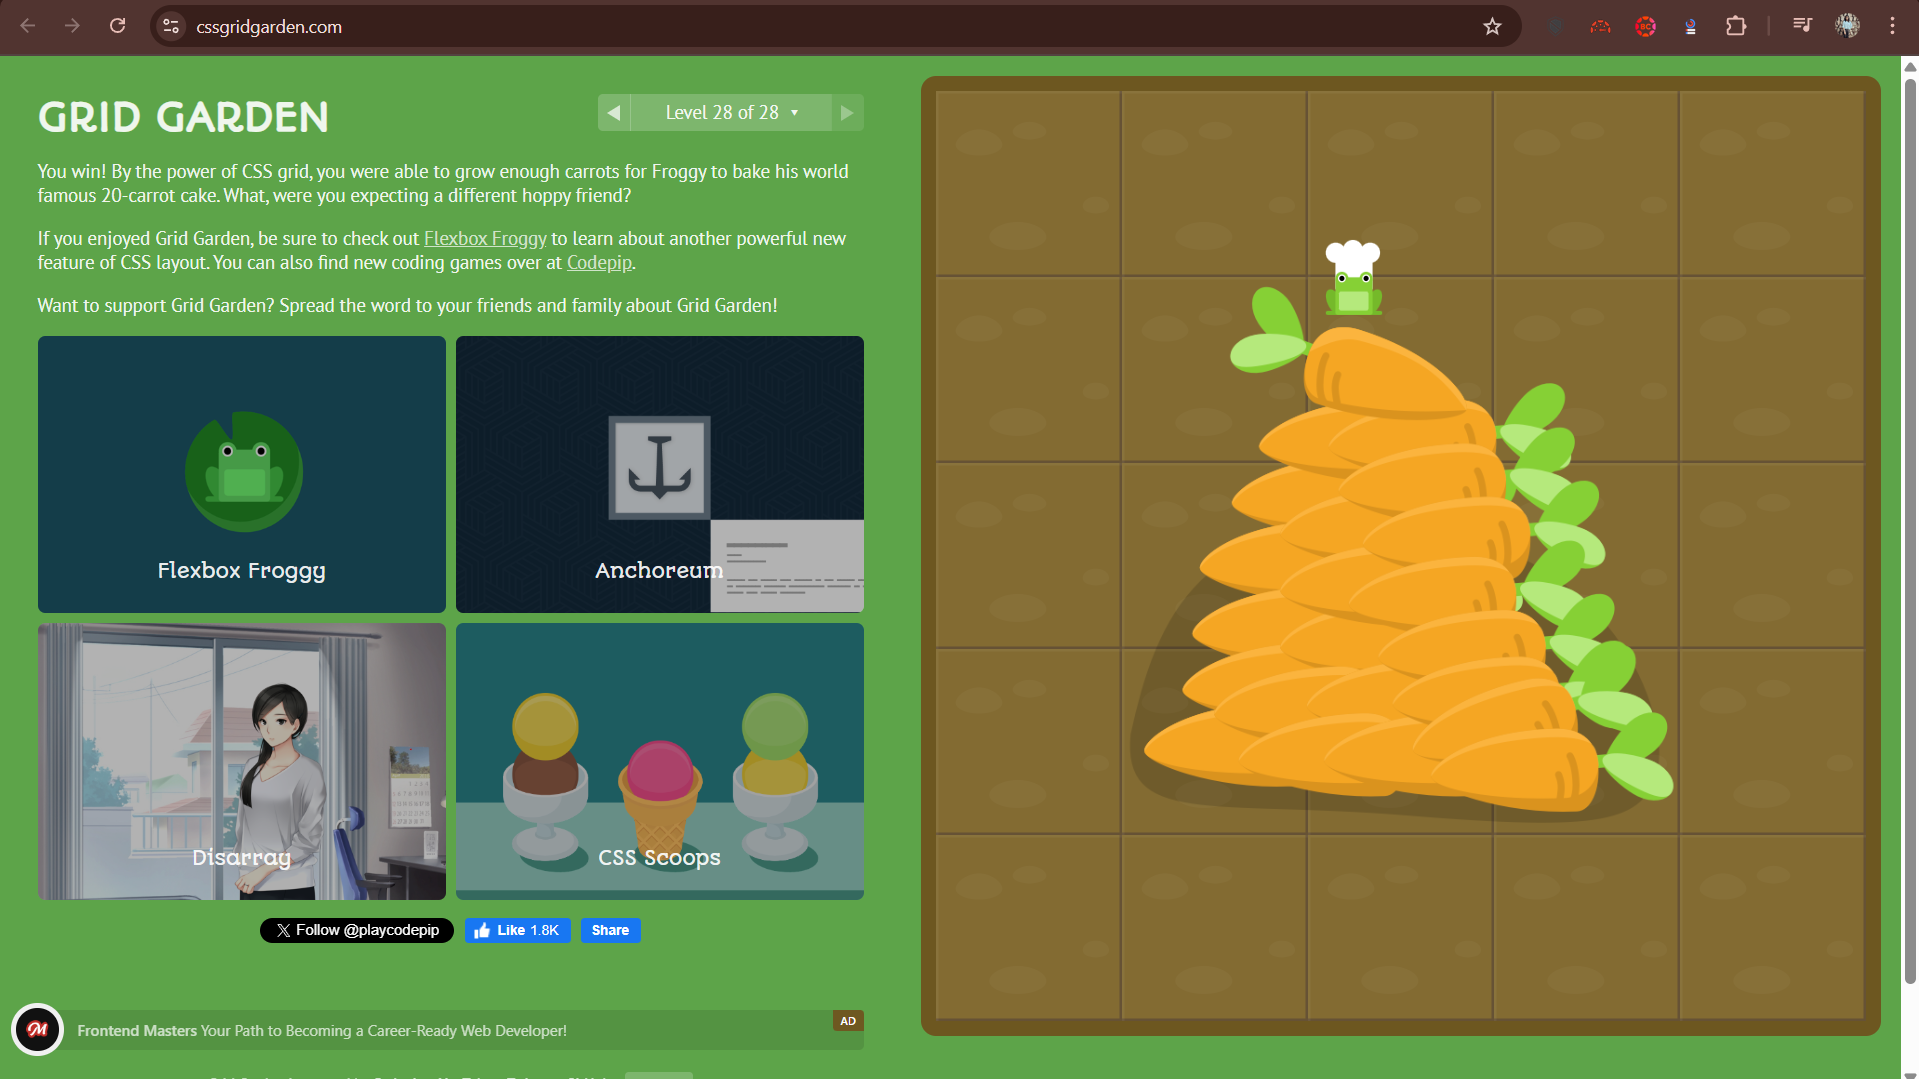 cssgridgarden.com
GRID GARDEN
Level 28 of 28
You win! By the power of CSS grid, you were able to grow enough carrots for Froggy to bake his world
famous 20-carrot cake. What, were you expecting a different hoppy friend?
If you enjoyed Grid Garden, be sure to check out Flexbox Froggy to learn about another powerful new
feature of CSS layout. You can also find new coding games over at Codepip.
Want to support Grid Garden? Spread the word to your friends and family about Grid Garden!
Flexbox Froggy
Anchoreum
Disarray
CSS Scoops
Follow @playcodepip
Like 1.8K
Share
Frontend Masters Your Path to Becoming a Career-Ready Web Developer!
AD